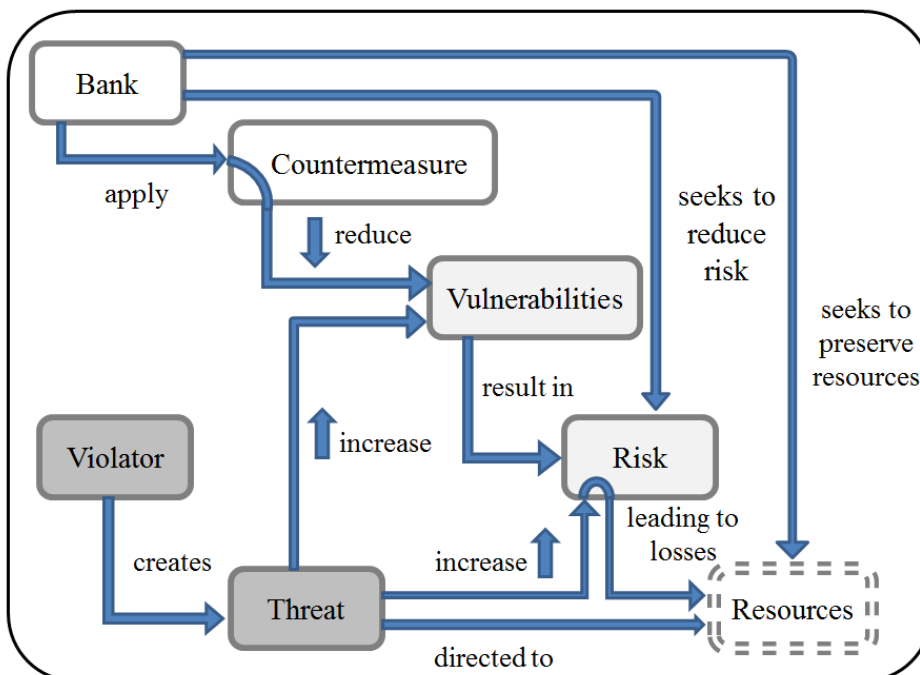 Bank
Countermeasure
apply
reduce
seeks to
reduce
risk
Vulnerabilities
seeks to
preserve
resources
result in
increase
Violator
Risk
leading to
losses
creates
increase
Threat
Resources
directed to